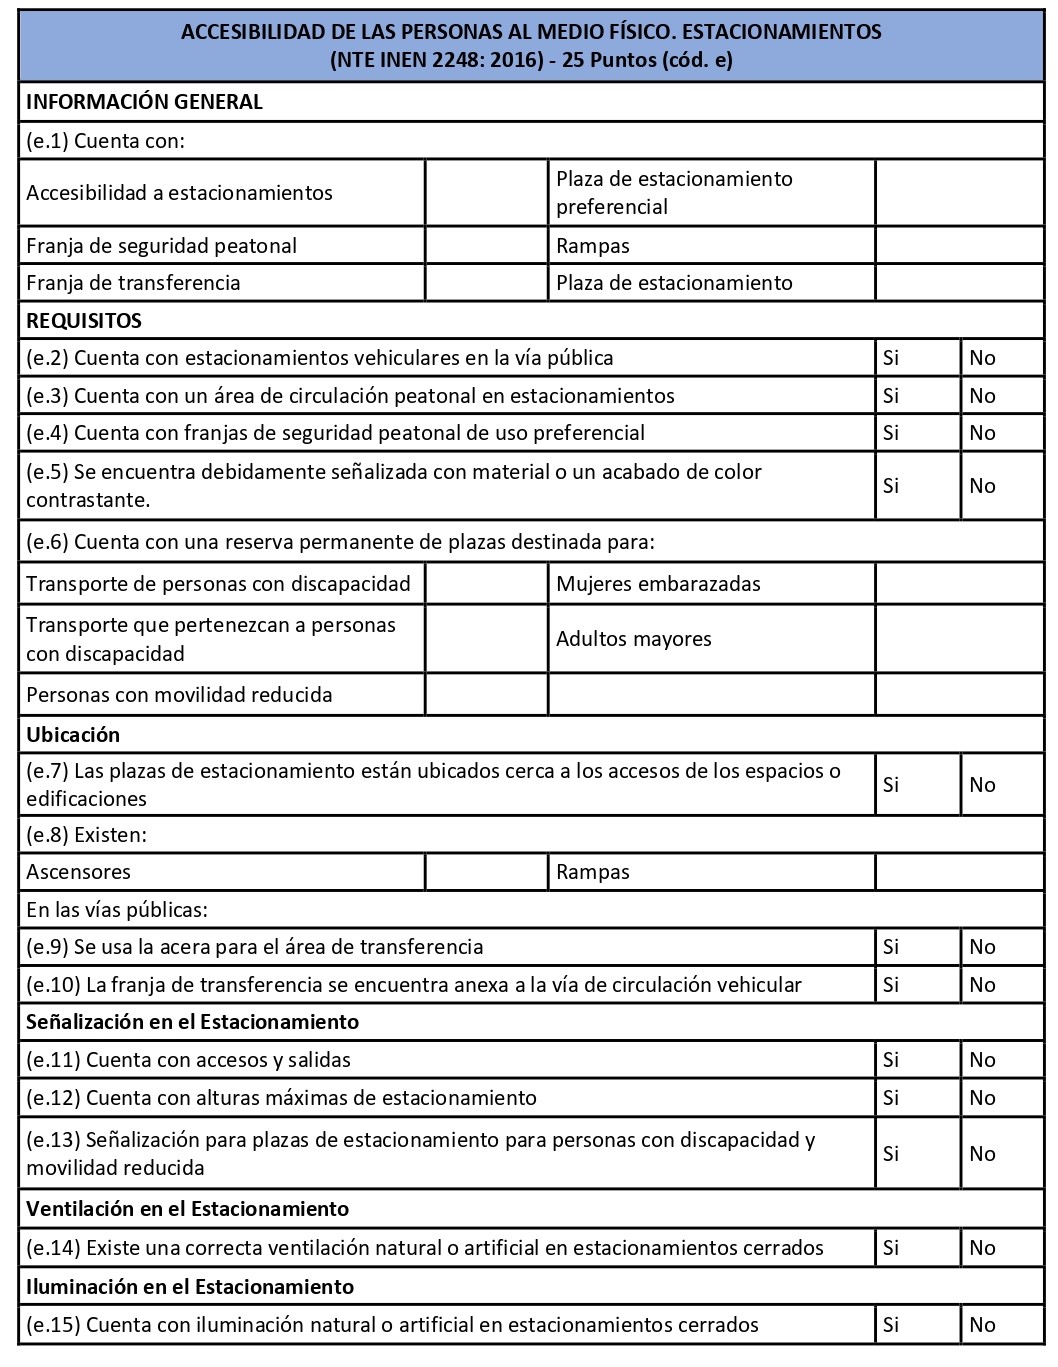 ACCESIBILIDAD DE LAS PERSONAS AL MEDIO FÍSICO. ESTACIONAMIENTOS
(NTE INEN 2248: 2016) - 25 Puntos (cód. e)
INFORMACIÓN GENERAL
(e.1) Cuenta con:
Accesibilidad a estacionamientos
Plaza de estacionamiento
preferencial
Franja de seguridad peatonal
Rampas
Franja de transferencia
Plaza de estacionamiento
REQUISITOS
(e.2) Cuenta con estacionamientos vehiculares en la vía pública Si No
(e.3) Cuenta con un área de circulación peatonal en estacionamientos Si No
(e.4) Cuenta con franjas de seguridad peatonal de uso preferencial Si No
(e.5) Se encuentra debidamente señalizada con material o un acabado de color
contrastante. Si No
(e.6) Cuenta con una reserva permanente de plazas destinada para:
Transporte de personas con discapacidad
Mujeres embarazadas
Transporte que pertenezcan a personas
con discapacidad
Adultos mayores
Personas con movilidad reducida
Ubicación
(e.7) Las plazas de estacionamiento están ubicados cerca a los accesos de los espacios o
edificaciones Si No
(e.8) Existen:
Ascensores
Rampas
En las vías públicas:
(e.9) Se usa la acera para el área de transferencia Si No
(e.10) La franja de transferencia se encuentra anexa a la vía de circulación vehicular Si No
Señalización en el Estacionamiento
(e.11) Cuenta con accesos y salidas Si No
(e.12) Cuenta con alturas máximas de estacionamiento Si No
(e.13) Señalización para plazas de estacionamiento para personas con discapacidad y
movilidad reducida Si No
Ventilación en el Estacionamiento
(e.14) Existe una correcta ventilación natural o artificial en estacionamientos cerrados Si No
Iluminación en el Estacionamiento
(e.15) Cuenta con iluminación natural o artificial en estacionamientos cerrados Si No